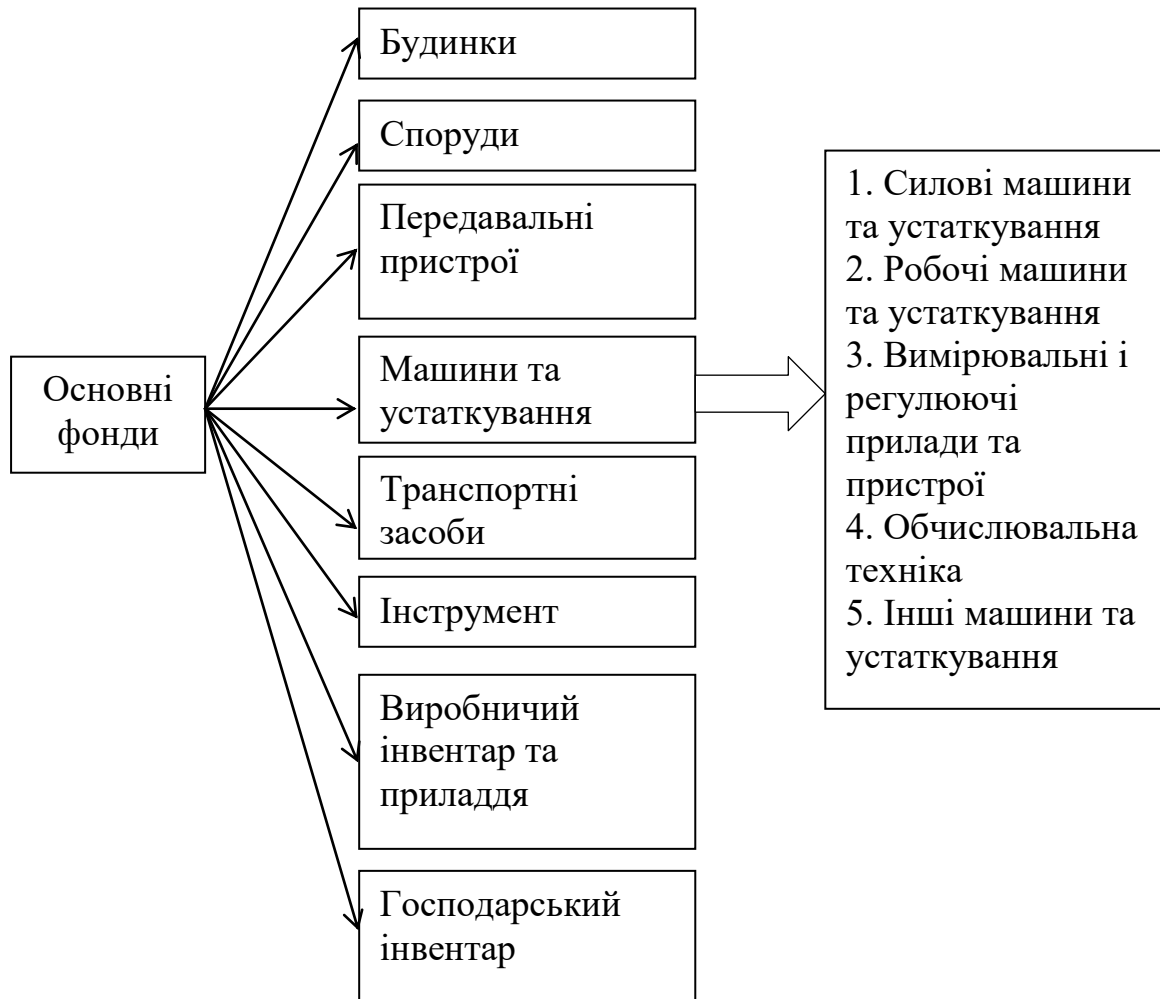 Основні
фонди
Будинки
Споруди
Передавальні
пристрої
Машини та
устаткування
Транспортні
засоби
Інструмент
Виробничий
інвентар та
приладдя
Господарський
інвентар
1. Силові машини
та устаткування
2. Робочі машини
та устаткування
3. Вимірювальні і
регулюючі
прилади та
пристрої
4. Обчислювальна
техніка
5. Інші машини та
устаткування